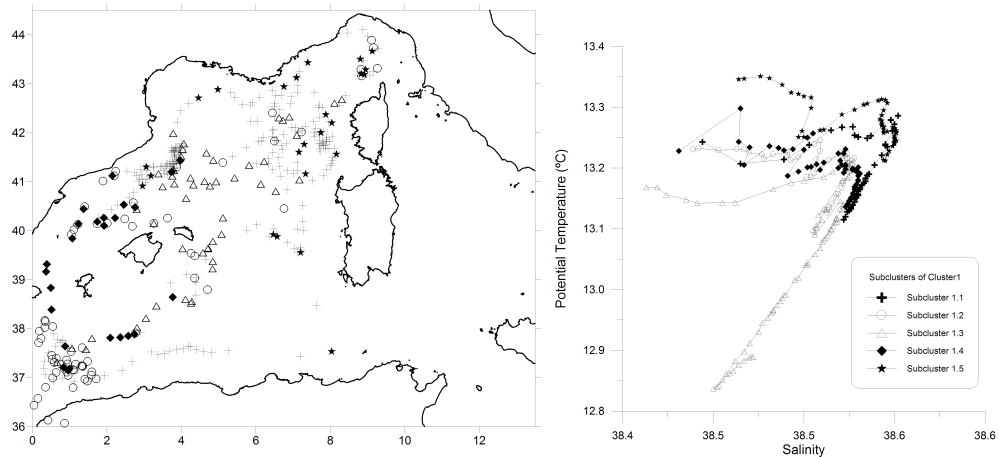 44
43
42
41
40
39
38
37
36
0 2 4 6 8 10 12
13.4
13.3
13.2
13.1
13.0
12.9
12.8
Potential Temperature (ºC)
38.4 38.5 38.5 38.6 38.6
Salinity
Subclusters of Cluster1
Subcluster 1.1
Subcluster 1.2
Subcluster 1.3
Subcluster 1.4
Subcluster 1.5